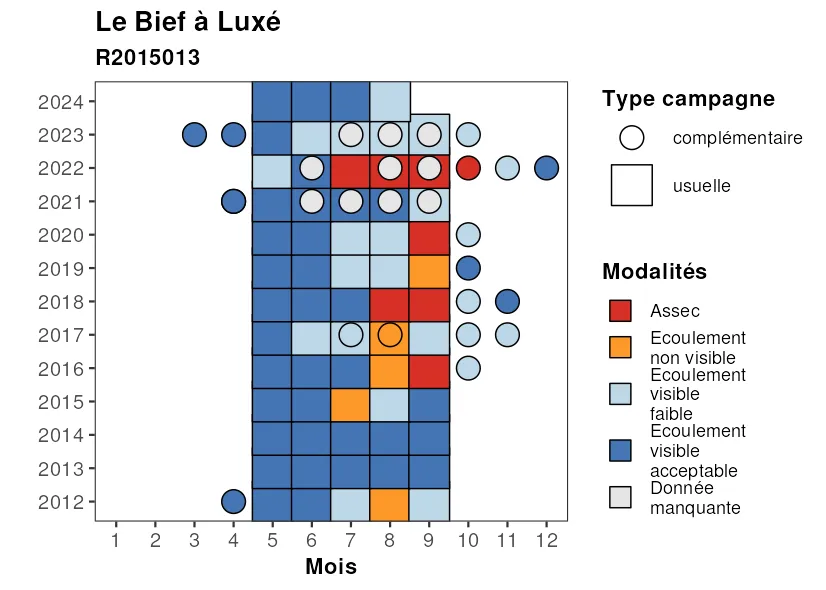 Le Bief à Luxé
R2015013
2024
2023
2022
2021
2020
2019
2018
2017
2016
2015
2014
2013
2012
1 2 3 4 5 6 7 8 9 10 11 12
Mois
Type campagne
complémentaire
usuelle
Modalités
Assec
Ecoulement
non visible
Ecoulement
visible
faible
Ecoulement
visible
acceptable
Donnée
manquante